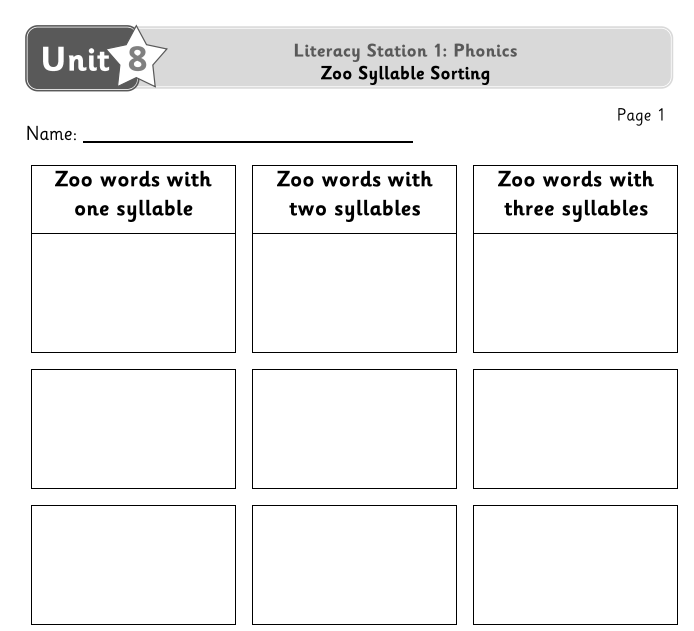 Unit 8
Literacy Station 1: Phonics
Zoo Syllable Sorting
Page 1
Name:
Zoo words with
one syllable
Zoo words with
two syllables
Zoo words with
three syllables